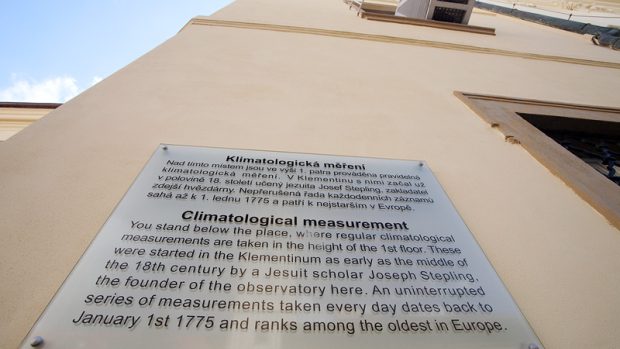 Klimatologická měření
Nad tímto místem jsou ve výši 1. patra prováděna pravidelná
klimatologická měření. V Klementinu s nimi začal už
v polovině 18. století učený jezuita Josef Stepling, zakladatel
zdejší hvězdárny. Nepřerušená řada každodenních záznamů
sahá až k 1. lednu 1775 a patří k nejstarším v Evropě.
Climatological measurement
You stand below the place, where regular climatological
measurements are taken in the height of the 1st floor. These
were started in the Klementinum as early as the middle of
the 18th century by a Jesuit scholar Joseph Stepling,
the founder of the observatory here. An uninterrupted
series of measurements taken every day dates back to
January 1st 1775 and ranks among the oldest in Europe.